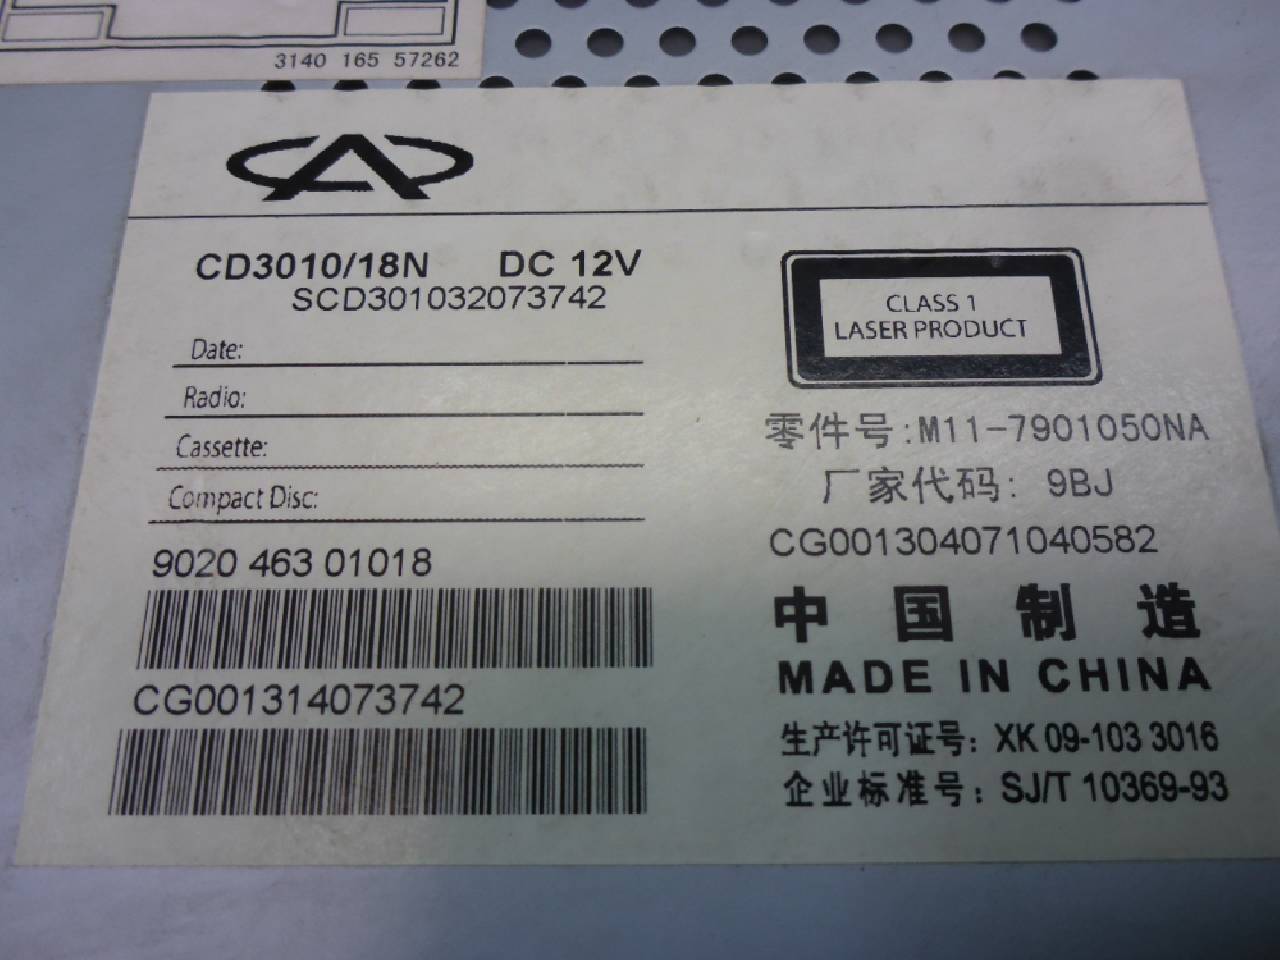 3140 165 57262
CD3010/18N DC 12V
SCD301032073742
Date:
Radio:
Cassette:
Compact Disc:
9020 463 01018
CG001314073742
CLASS 1
LASER PRODUCT
零件号:M11-7901050NA
厂家代码: 9BJ
CG001304071040582
中国制造
MADE IN CHINA
生产许可证号: XK 09-103 3016
企业标准号: SJ/T 10369-93